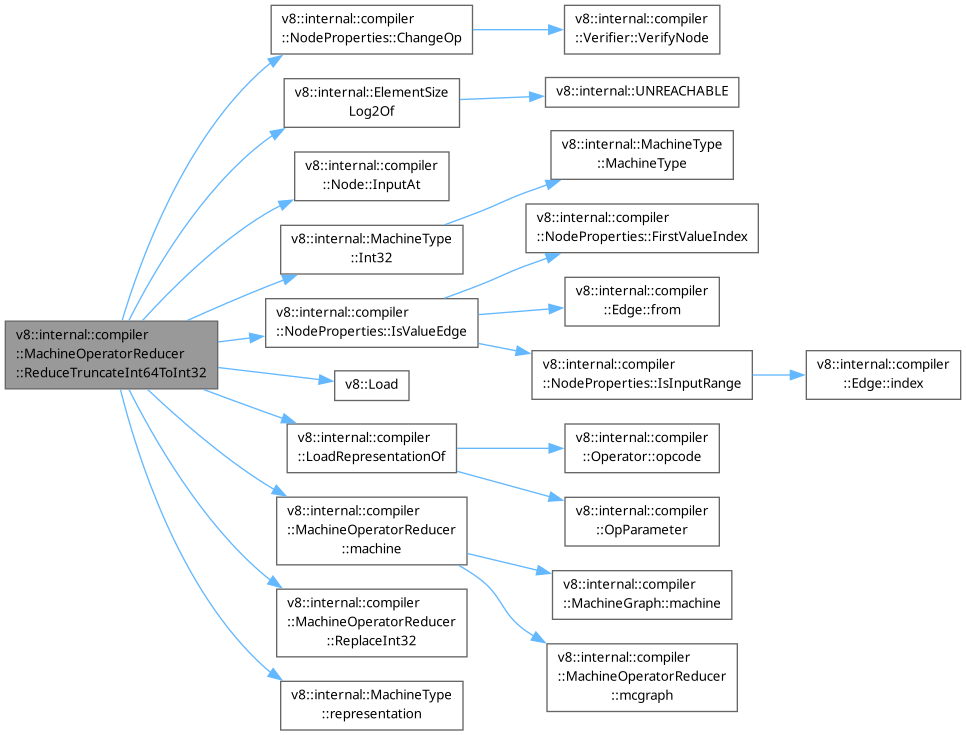 v8::internal::compiler
::MachineOperatorReducer
::ReduceTruncateInt64ToInt32
v8::internal::compiler
::NodeProperties::ChangeOp
v8::internal::compiler
::Verifier::VerifyNode
v8::internal::ElementSize
Log2Of
v8::internal::UNREACHABLE
v8::internal::compiler
::Node::InputAt
v8::internal::MachineType
::Int32
v8::internal::MachineType
::MachineType
v8::internal::compiler
::NodeProperties::IsValueEdge
v8::internal::compiler
::NodeProperties::FirstValueIndex
v8::internal::compiler
::Edge::from
v8::internal::compiler
::NodeProperties::IsInputRange
v8::internal::compiler
::Edge::index
v8::Load
v8::internal::compiler
::LoadRepresentationOf
v8::internal::compiler
::Operator::opcode
v8::internal::compiler
::OpParameter
v8::internal::compiler
::MachineOperatorReducer
::machine
v8::internal::compiler
::MachineGraph::machine
v8::internal::compiler
::MachineOperatorReducer
::mcgraph
v8::internal::compiler
::MachineOperatorReducer
::ReplaceInt32
v8::internal::MachineType
::representation